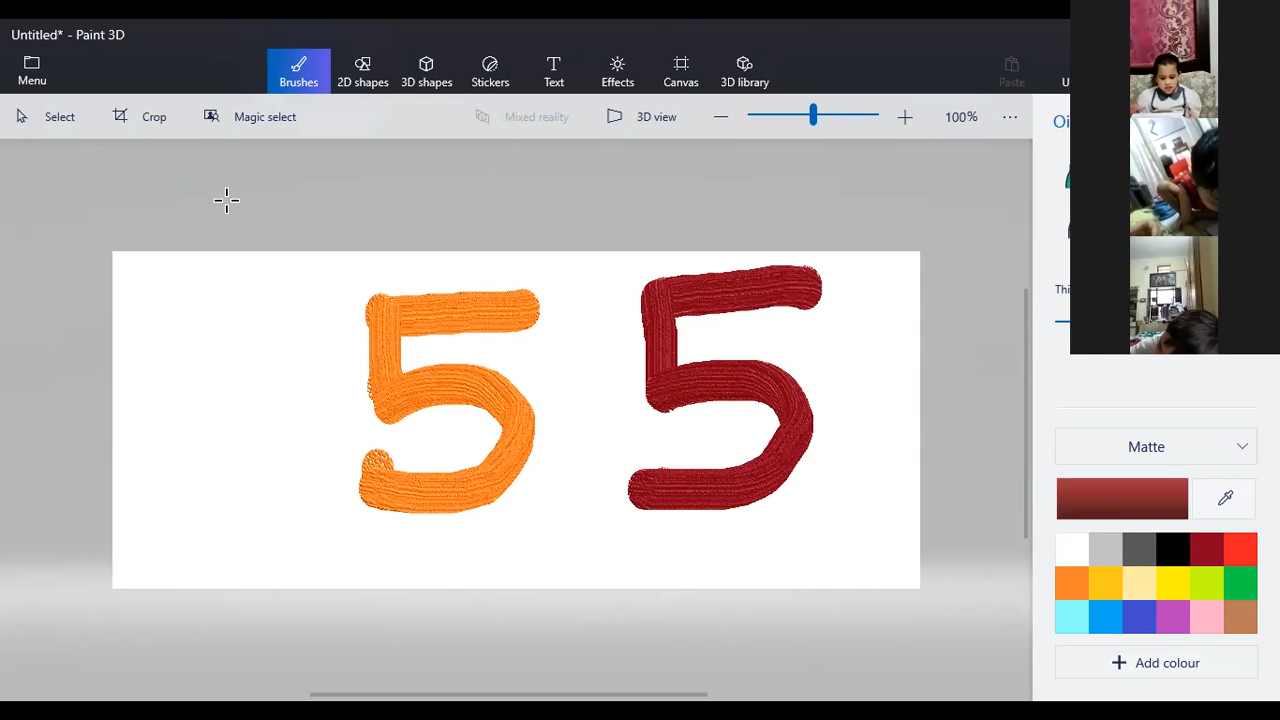 Untitled* - Paint 3D
Menu
Brushes
2D shapes
3D shapes
Stickers
Text
Effects
Canvas
3D library
Paste
Select
Crop
Magic select
Mixed reality
3D view
100%
Matte
Add colour
5 5